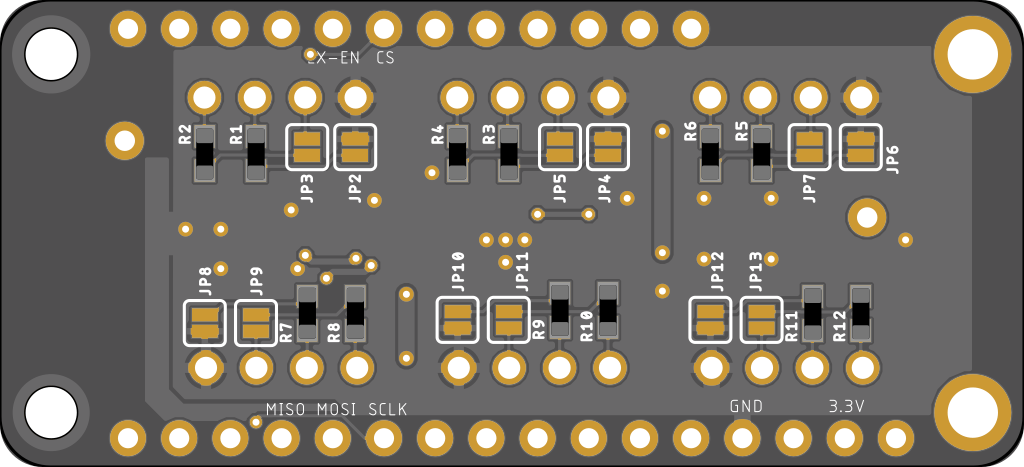 EX-EN CS
R2
R1
JP3
JP2
R4
R3
JP5
JP4
R6
R5
JP7
JP6
JP8
JP9
R7
R8
JP10
JP11
R9
R10
JP12
JP13
R11
R12
MISO MOSI SCLK
GND
3.3V